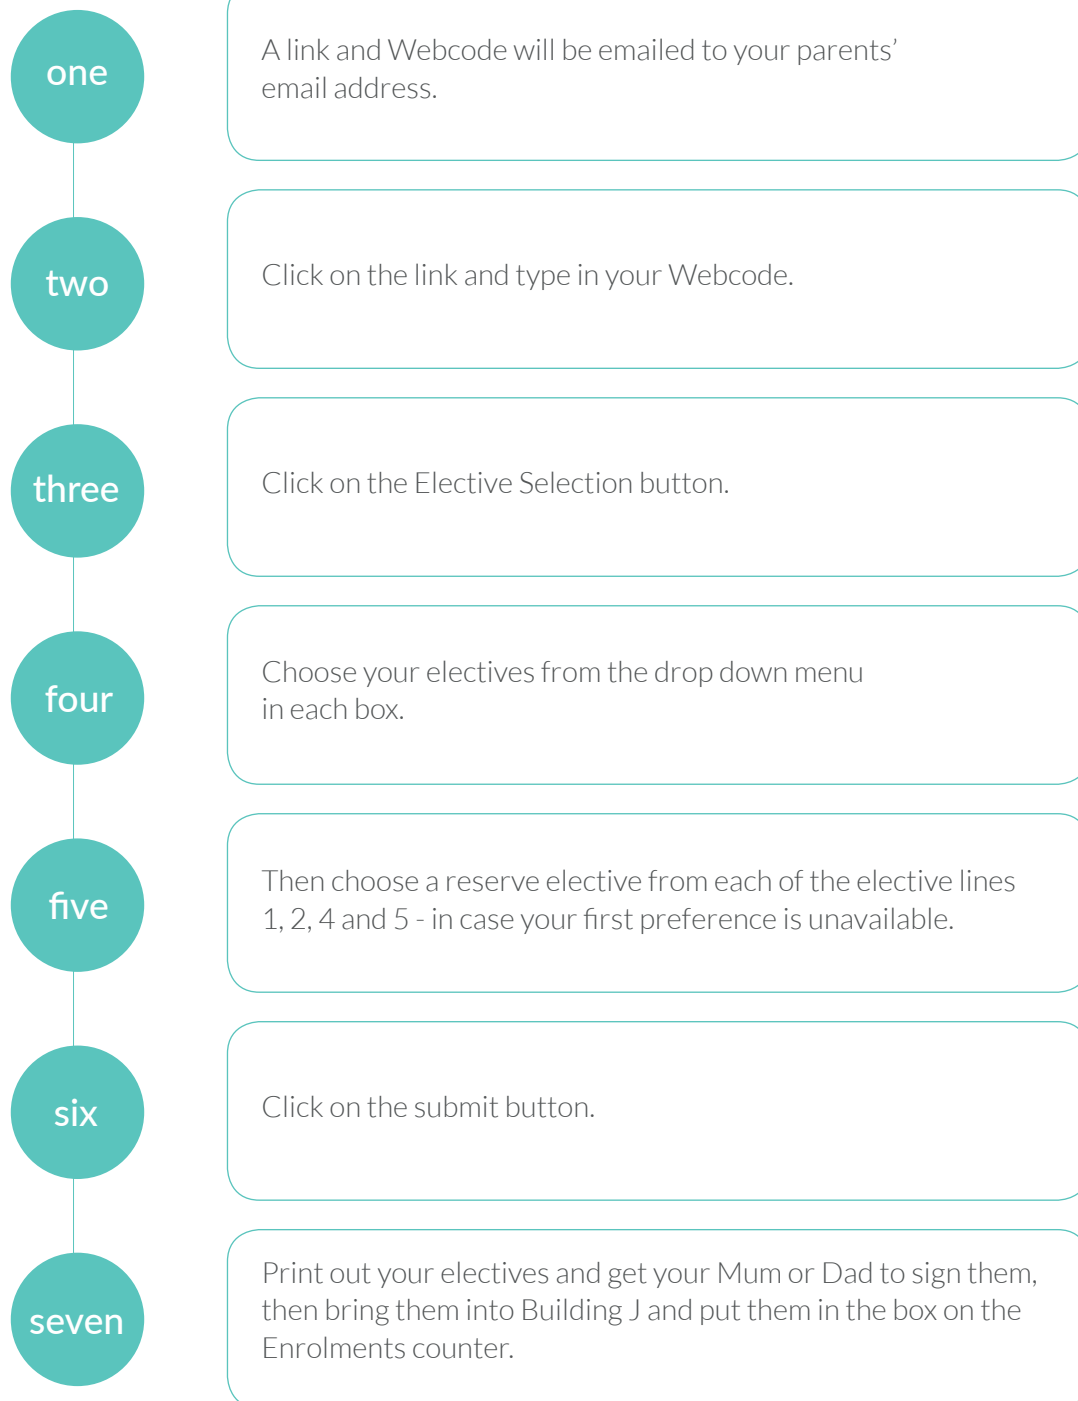 one
A link and Webcode will be emailed to your parents’
email address.
two
Click on the link and type in your Webcode.
three
Click on the Elective Selection button.
four
Choose your electives from the drop down menu
in each box.
five
Then choose a reserve elective from each of the elective lines
1, 2, 4 and 5 - in case your first preference is unavailable.
six
Click on the submit button.
seven
Print out your electives and get your Mum or Dad to sign them,
then bring them into Building J and put them in the box on the
Enrolments counter.